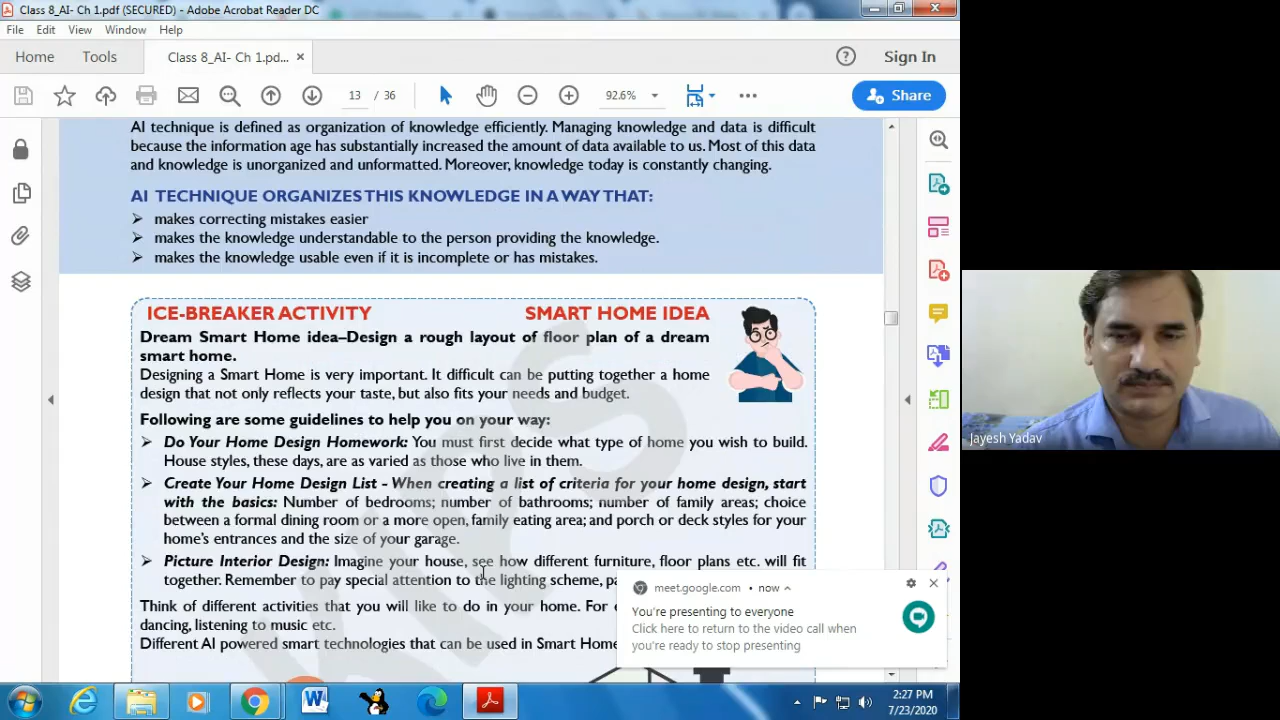 Class 8_AI- Ch 1.pdf (SECURED) - Adobe Acrobat Reader DC
File Edit View Window Help
Home Tools Class 8_AI- Ch 1.pd... × Sign In
13 / 36 92.6% Share
AI technique is defined as organization of knowledge efficiently. Managing knowledge and data is difficult
because the information age has substantially increased the amount of data available to us. Most of this data
and knowledge is unorganized and unformatted. Moreover, knowledge today is constantly changing.
AI TECHNIQUE ORGANIZES THIS KNOWLEDGE IN A WAY THAT:
➢ makes correcting mistakes easier
➢ makes the knowledge understandable to the person providing the knowledge.
➢ makes the knowledge usable even if it is incomplete or has mistakes.
ICE-BREAKER ACTIVITY SMART HOME IDEA
Dream Smart Home idea–Design a rough layout of floor plan of a dream
smart home.
Designing a Smart Home is very important. It difficult can be putting together a home
design that not only reflects your taste, but also fits your needs and budget.
Following are some guidelines to help you on your way:
➢ Do Your Home Design Homework: You must first decide what type of home you wish to build.
House styles, these days, are as varied as those who live in them.
➢ Create Your Home Design List - When creating a list of criteria for your home design, start
with the basics: Number of bedrooms; number of bathrooms; number of family areas; choice
between a formal dining room or a more open, family eating area; and porch or deck styles for your
home's entrances and the size of your garage.
➢ Picture Interior Design: Imagine your house, see how different furniture, floor plans etc. will fit
together. Remember to pay special attention to the lighting scheme, pa
Think of different activities that you will like to do in your home. For
dancing, listening to music etc.
Different AI powered smart technologies that can be used in Smart Home
KIPS
meet.google.com • now
You're presenting to everyone
Click here to return to the video call when
you're ready to stop presenting
Jayesh Yadav
2:27 PM
7/23/2020